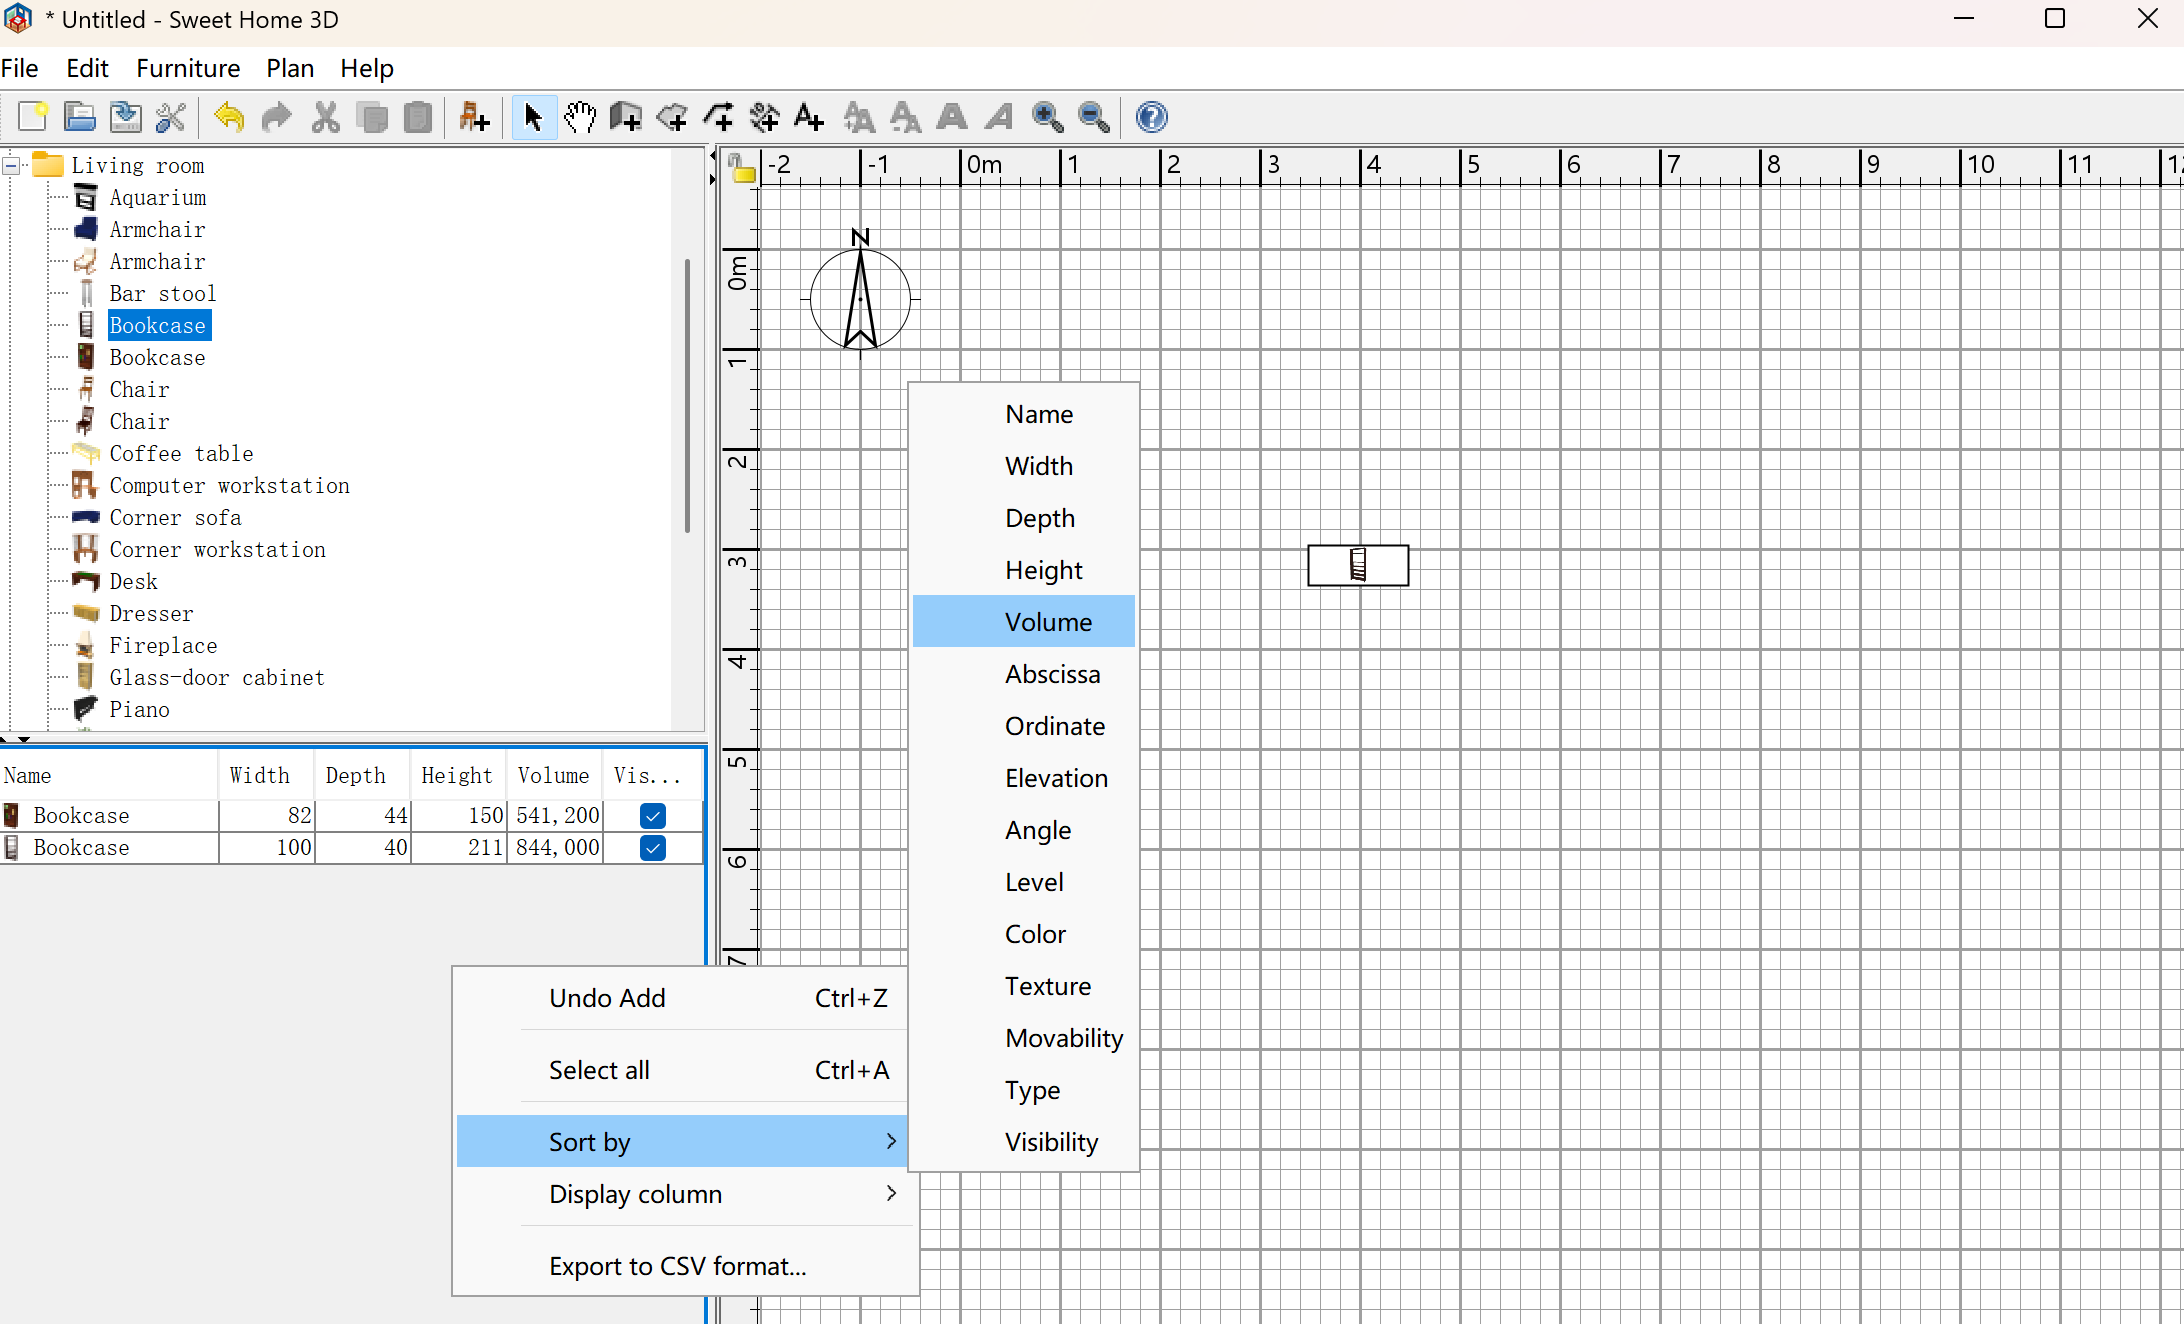 * Untitled - Sweet Home 3D
File Edit Furniture Plan Help
Living room
Aquarium
Armchair
Armchair
Bar stool
Bookcase
Bookcase
Chair
Chair
Coffee table
Computer workstation
Corner sofa
Corner workstation
Desk
Dresser
Fireplace
Glass-door cabinet
Piano
Name Width Depth Height Volume Vis...
Bookcase 82 44 150 541,200
Bookcase 100 40 211 844,000
-2 -1 0m 1 2 3 4 5 6 7 8 9 10 11 12
0m
1
2
3
4
5
6
7
N
Undo Add Ctrl+Z
Select all Ctrl+A
Sort by
Display column
Export to CSV format...
Name
Width
Depth
Height
Volume
Abscissa
Ordinate
Elevation
Angle
Level
Color
Texture
Movability
Type
Visibility